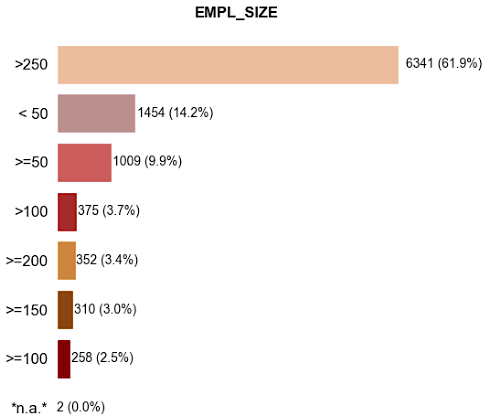 EMPL_SIZE
>250 6341 (61.9%)
< 50 1454 (14.2%)
>=50 1009 (9.9%)
>100 375 (3.7%)
>=200 352 (3.4%)
>=150 310 (3.0%)
>=100 258 (2.5%)
*n.a.* 2 (0.0%)